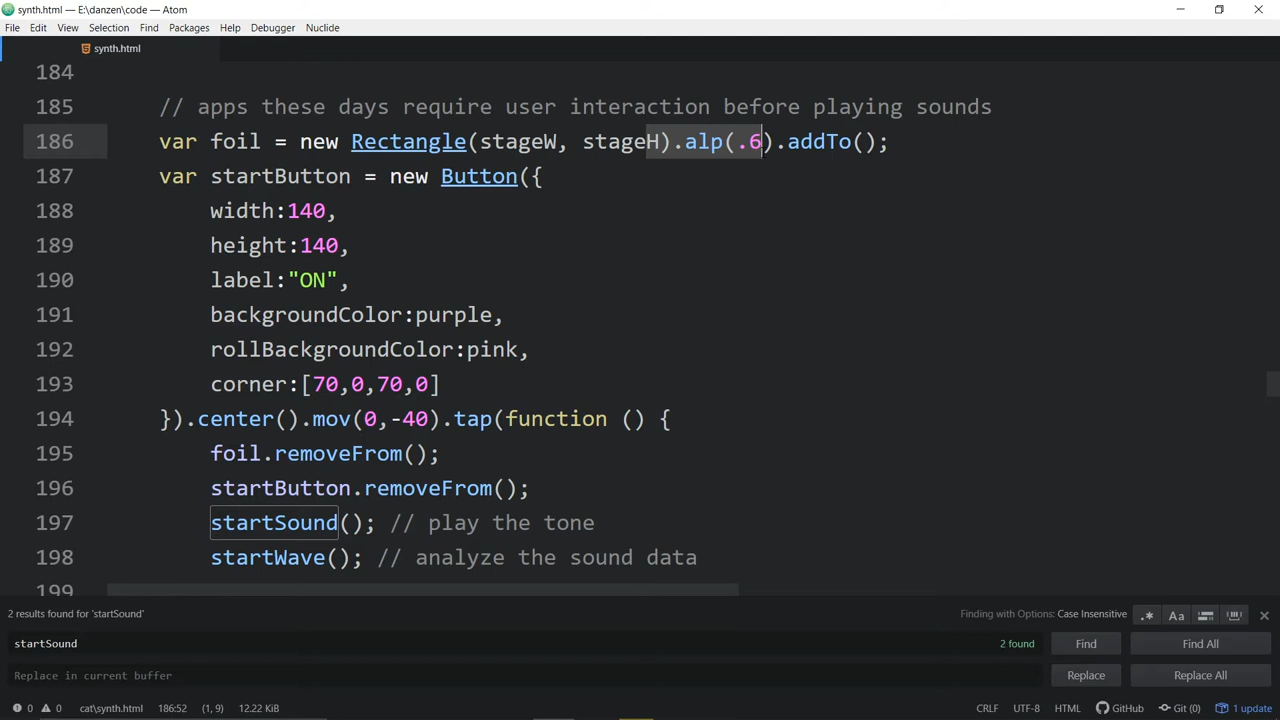 synth.html — E:\danzen\code — Atom
File Edit View Selection Find Packages Help Debugger Nuclide
synth.html
184
185 // apps these days require user interaction before playing sounds
186 var foil = new Rectangle(stageW, stageH).alp(.6).addTo();
187 var startButton = new Button({
188 width:140,
189 height:140,
190 label:"ON",
191 backgroundColor:purple,
192 rollBackgroundColor:pink,
193 corner:[70,0,70,0]
194 }).center().mov(0,-40).tap(function () {
195 foil.removeFrom();
196 startButton.removeFrom();
197 startSound(); // play the tone
198 startWave(); // analyze the sound data
199
2 results found for 'startSound' Finding with Options: Case Insensitive .* Aa
startSound 2 found Find Find All
Replace in current buffer Replace Replace All
0 0 cat\synth.html 186:52 (1, 9) 12.22 KiB CRLF UTF-8 HTML GitHub Git (0) 1 update